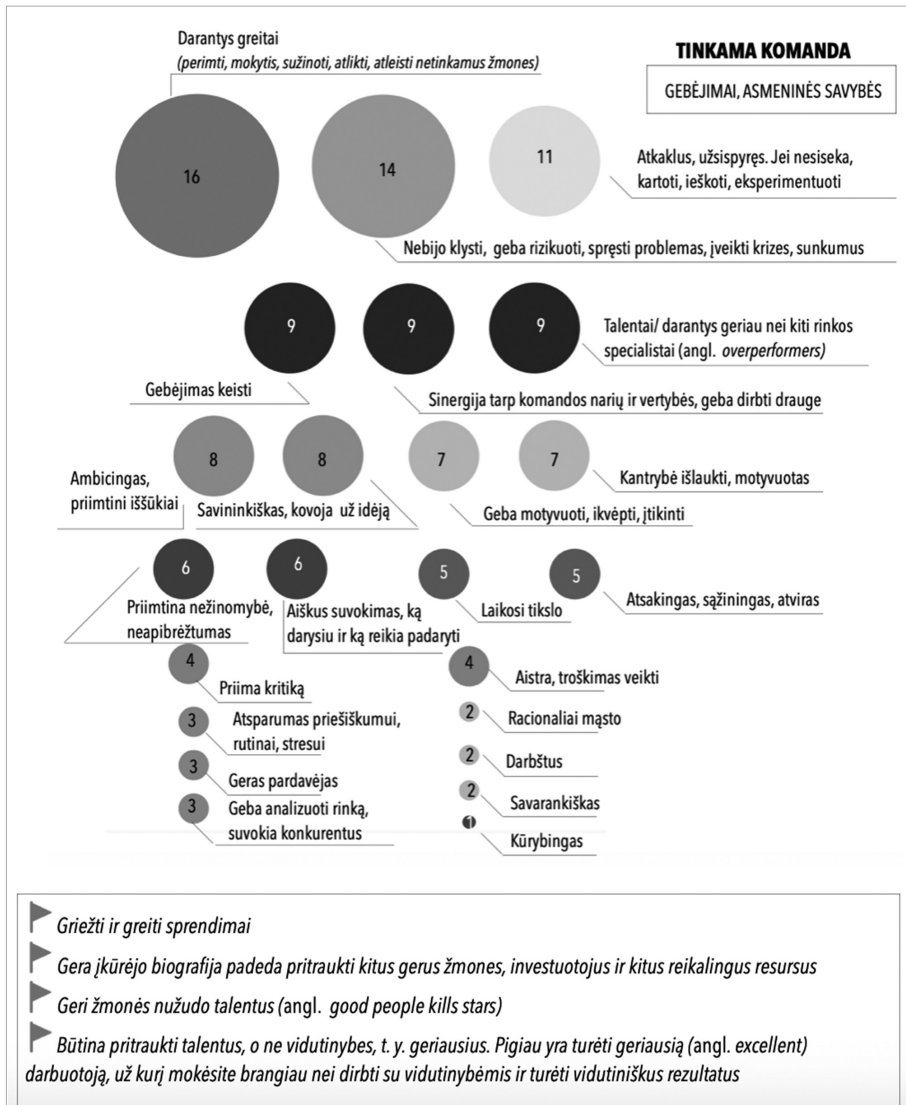 Darantys greitai
(perimti, mokytis, sužinoti, atlikti, atleisti netinkamus žmones)
TINKAMA KOMANDA
GEBĖJIMAI, ASMENINĖS SAVYBĖS
16
14
11
Atkaklus, užsispyręs. Jei nesiseka,
kartoti, ieškoti, eksperimentuoti
Nebijo klysti, geba rizikuoti, spręsti problemas, įveikti krizes, sunkumus
9
9
9
Talentai/ darantys geriau nei kiti rinkos
specialistai (angl. overperformers)
Gebėjimas keisti
Sinergija tarp komandos narių ir vertybės, geba dirbti drauge
8
8
7
7
Ambicingas,
priimtini iššūkiai
Savininkiškas, kovoja už idėją
Kantrybė išlaukti, motyvuotas
Geba motyvuoti, ikvėpti, įtikinti
6
6
5
5
Priimtina nežinomybė,
neapibrėžtumas
Aiškus suvokimas, ką
darysiu ir ką reikia padaryti
Laikosi tikslo
Atsakingas, sąžiningas, atviras
4
Priima kritiką
4
Aistra, troškimas veikti
3
Atsparumas priešiškumui,
rutinai, stresui
2
Racionaliai mąsto
3
Geras pardavėjas
2
Darbštus
3
Geba analizuoti rinką,
suvokia konkurentus
2
Savarankiškas
1
Kūrybingas
Griežti ir greiti sprendimai
Gera įkūrėjo biografija padeda pritraukti kitus gerus žmones, investuotojus ir kitus reikalingus resursus
Geri žmonės nužudo talentus (angl. good people kills stars)
Būtina pritraukti talentus, o ne vidutinybes, t. y. geriausius. Pigiau yra turėti geriausią (angl. excellent)
darbuotoją, už kurį mokėsite brangiau nei dirbti su vidutinybėmis ir turėti vidutiniškus rezultatus